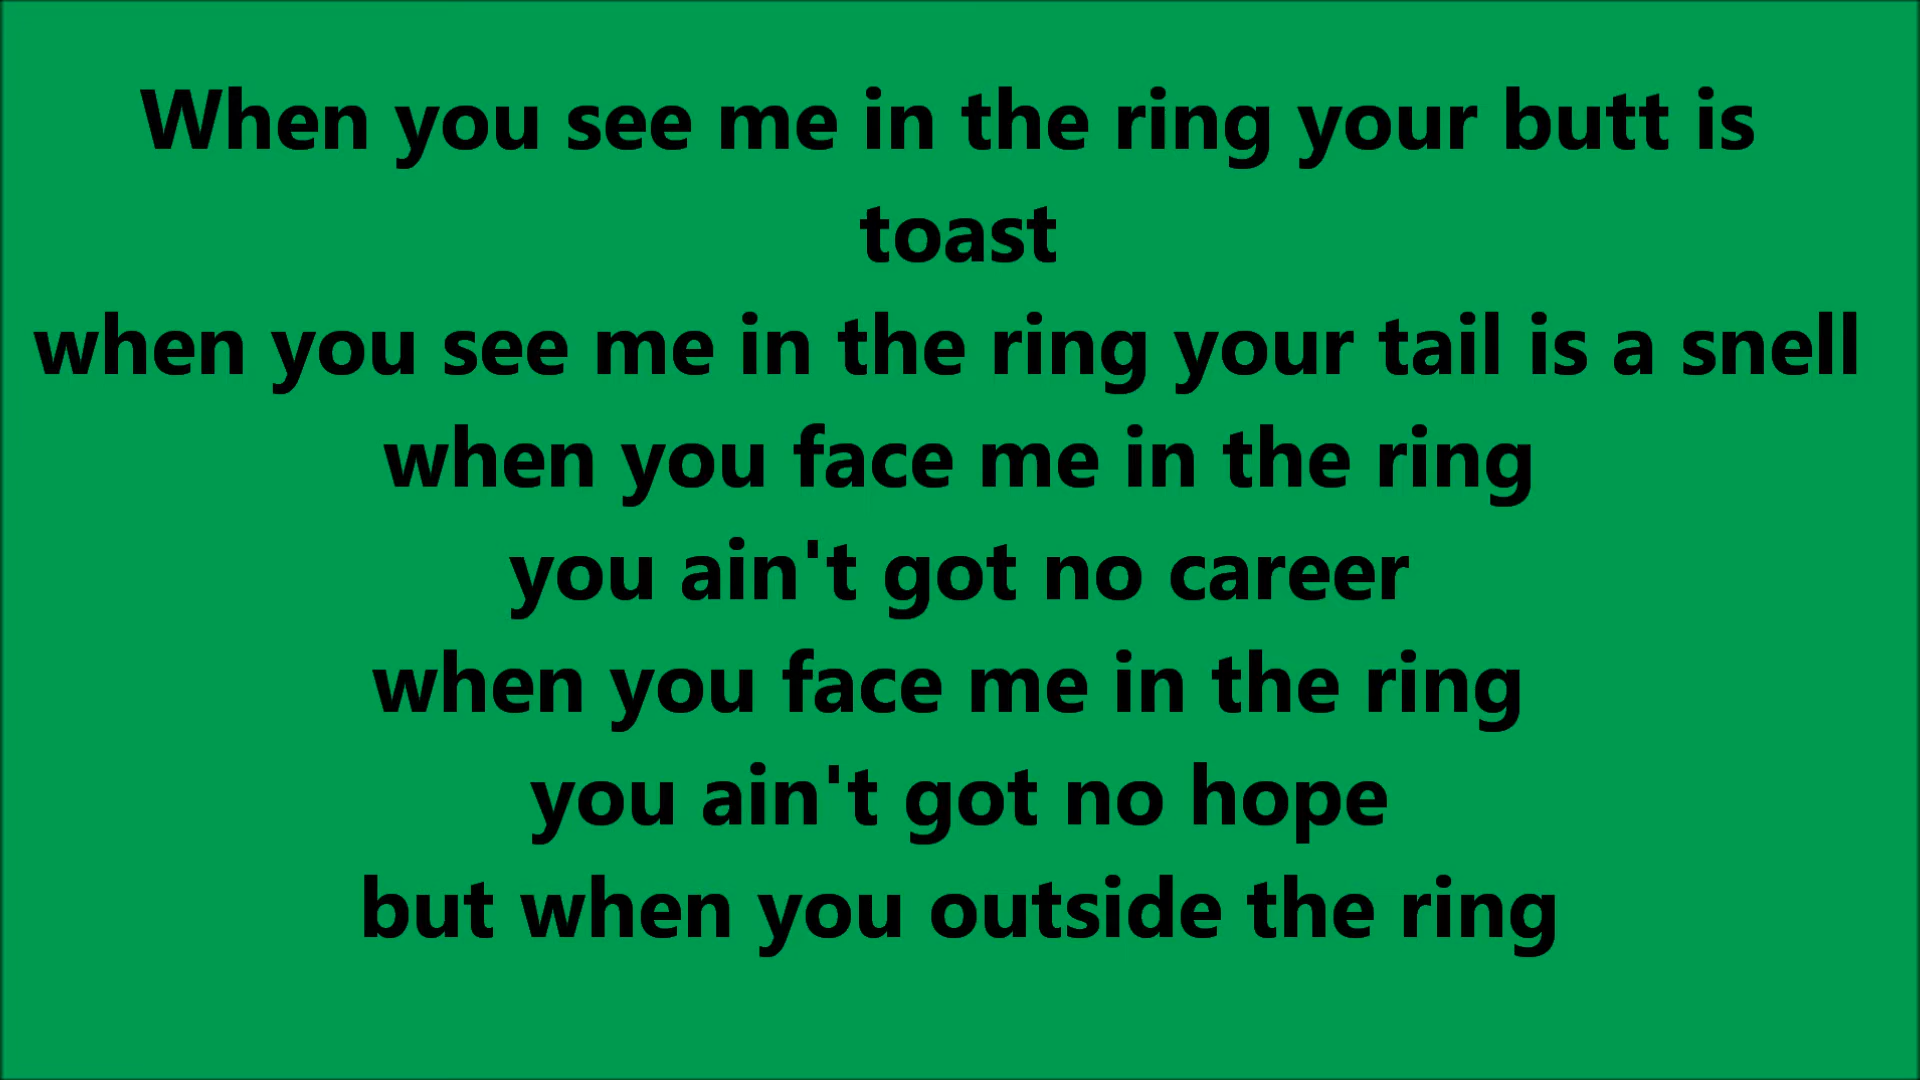 When you see me in the ring your butt is
toast
when you see me in the ring your tail is a snell
when you face me in the ring
you ain't got no career
when you face me in the ring
you ain't got no hope
but when you outside the ring